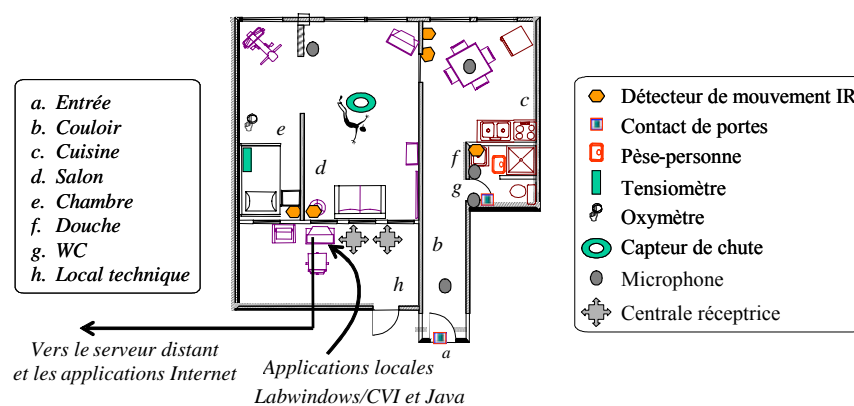 a. Entrée
b. Couloir
c. Cuisine
d. Salon
e. Chambre
f. Douche
g. WC
h. Local technique
e
d
c
f
g
b
h
a
Vers le serveur distant
et les applications Internet
Applications locales
Labwindows/CVI et Java
Détecteur de mouvement IR
Contact de portes
Pèse-personne
Tensiomètre
Oxymètre
Capteur de chute
Microphone
Centrale réceptrice